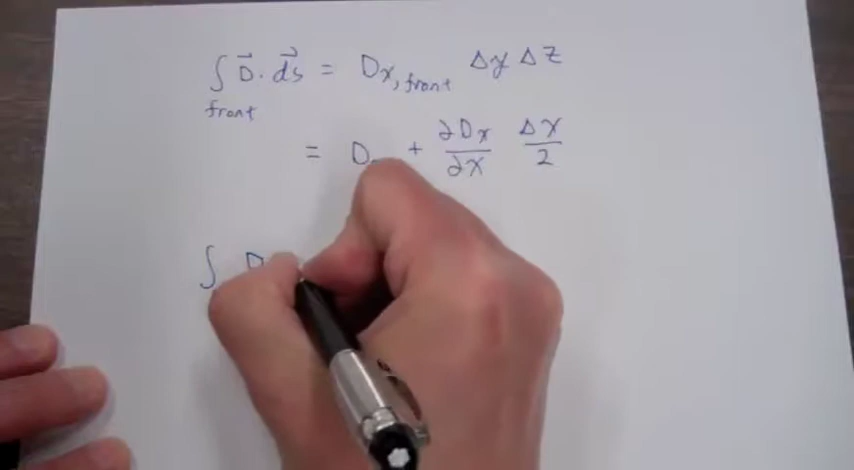 ∫ D⃗ · ds⃗ = Dx, front Δy Δz
front
= D + ∂Dx/∂x Δx/2
∫ D